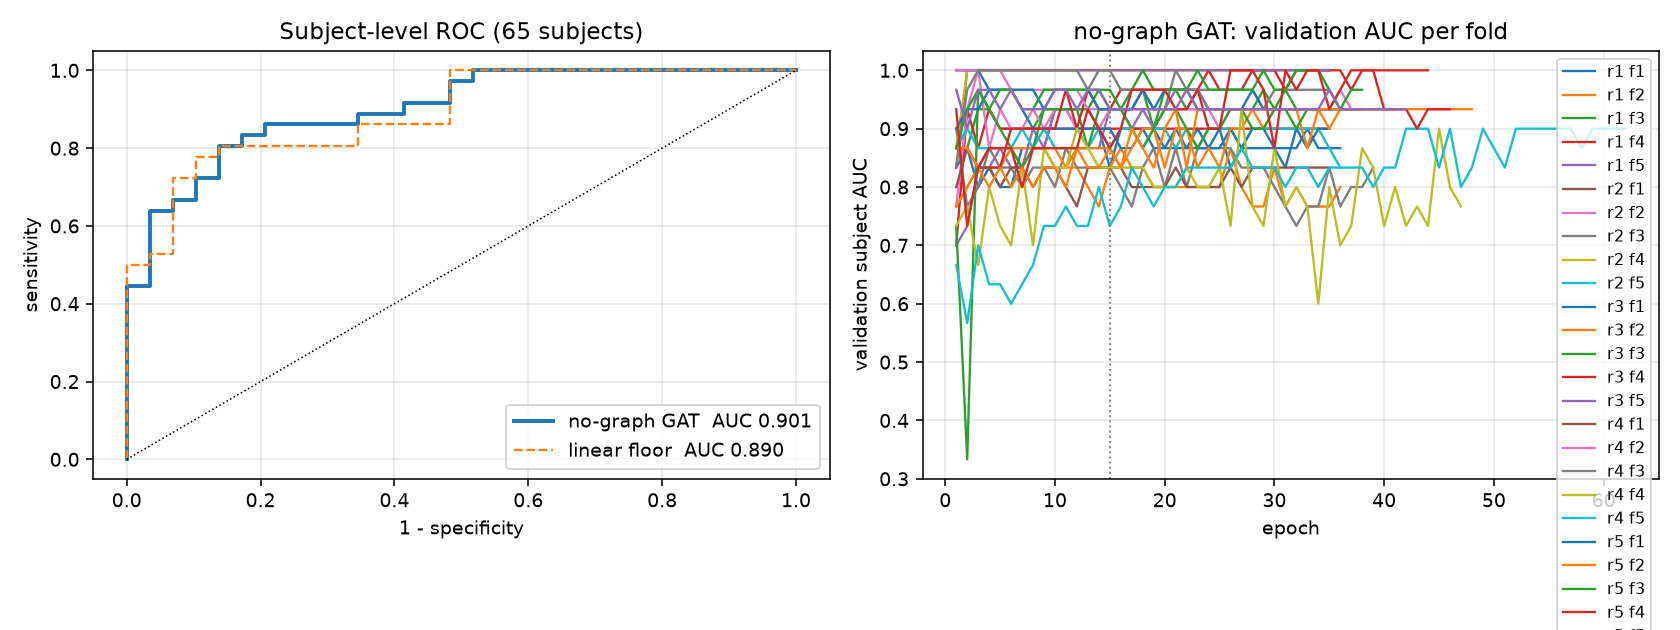 Subject-level ROC (65 subjects)
sensitivity
1.0
0.8
0.6
0.4
0.2
0.0
0.0 0.2 0.4 0.6 0.8 1.0
1 - specificity
no-graph GAT AUC 0.901
linear floor AUC 0.890
no-graph GAT: validation AUC per fold
validation subject AUC
1.0
0.9
0.8
0.7
0.6
0.5
0.4
0.3
0 10 20 30 40 50 60
epoch
r1 f1
r1 f2
r1 f3
r1 f4
r1 f5
r2 f1
r2 f2
r2 f3
r2 f4
r2 f5
r3 f1
r3 f2
r3 f3
r3 f4
r3 f5
r4 f1
r4 f2
r4 f3
r4 f4
r4 f5
r5 f1
r5 f2
r5 f3
r5 f4